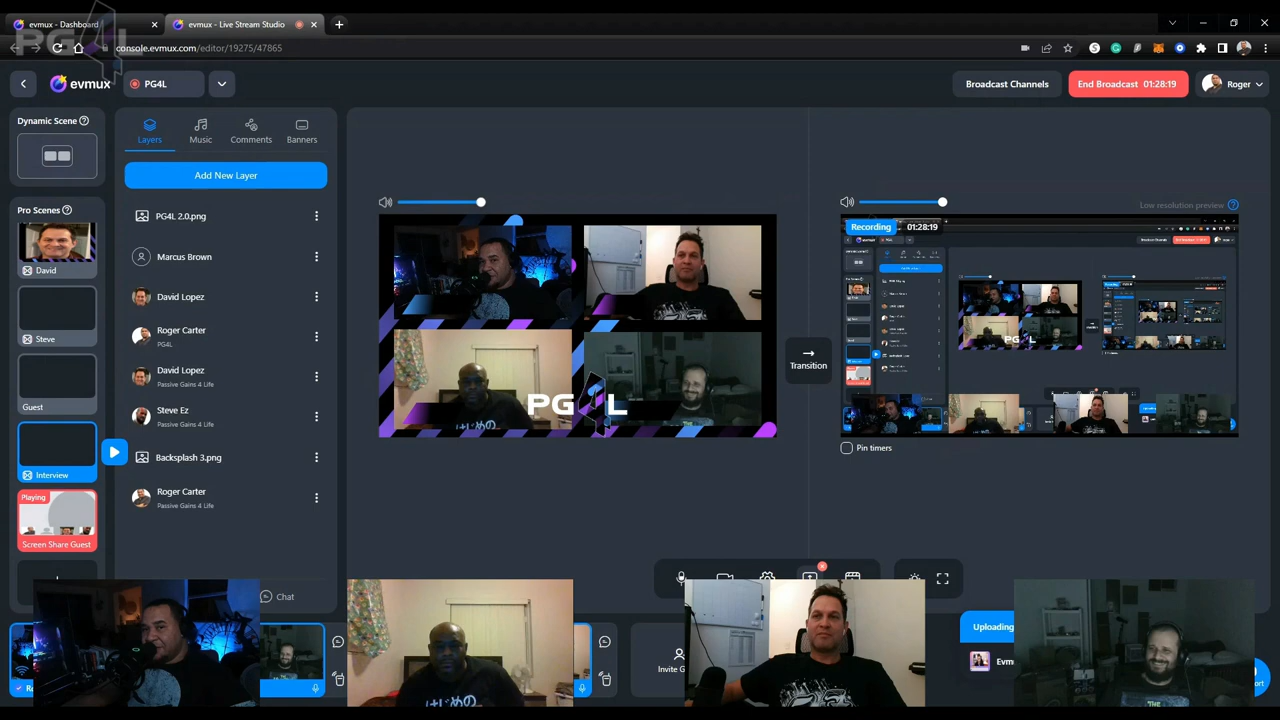 evmux - Dashboard
evmux - Live Stream Studio
console.evmux.com/editor/19275/47865
PG4L
evmux
PG4L
Broadcast Channels
End Broadcast 01:28:19
Roger
Dynamic Scene
Pro Scenes
David
Steve
Guest
Interview
Playing
Screen Share Guest
Layers
Music
Comments
Banners
Add New Layer
PG4L 2.0.png
Marcus Brown
David Lopez
Roger Carter
PG4L
David Lopez
Passive Gains 4 Life
Steve Ez
Passive Gains 4 Life
Backsplash 3.png
Roger Carter
Passive Gains 4 Life
Chat
PG4L
Transition
Low resolution preview
Recording 01:28:19
PG4L
Pin timers
Uploading